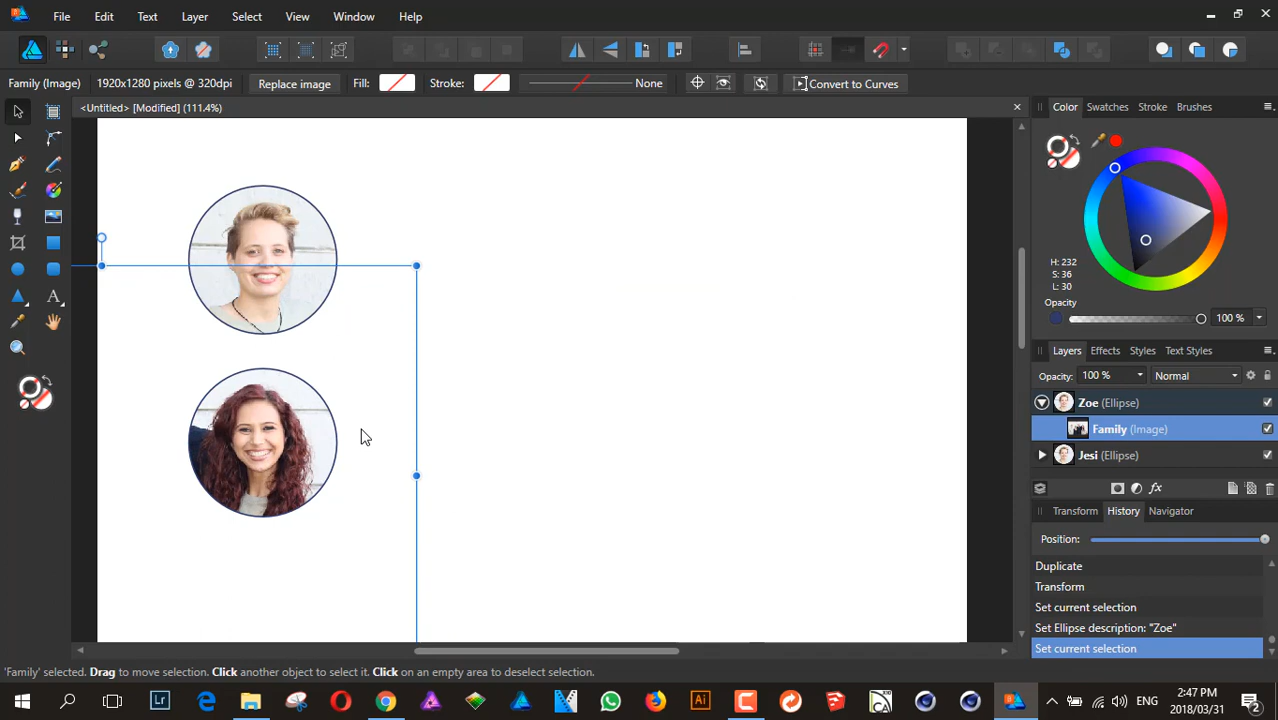 File Edit Text Layer Select View Window Help
Family (Image) 1920x1280 pixels @ 320dpi Replace image Fill: Stroke: None Convert to Curves
<Untitled> [Modified] (111.4%)
Color Swatches Stroke Brushes
H: 232
S: 36
L: 30
Opacity
100 %
Layers Effects Styles Text Styles
Opacity: 100 % Normal
Zoe (Ellipse)
Family (Image)
Jesi (Ellipse)
fx
Transform History Navigator
Position:
Duplicate
Transform
Set current selection
Set Ellipse description: "Zoe"
Set current selection
'Family' selected. Drag to move selection. Click another object to select it. Click on an empty area to deselect selection.
Lr Ai ENG 2:47 PM
2018/03/31
2